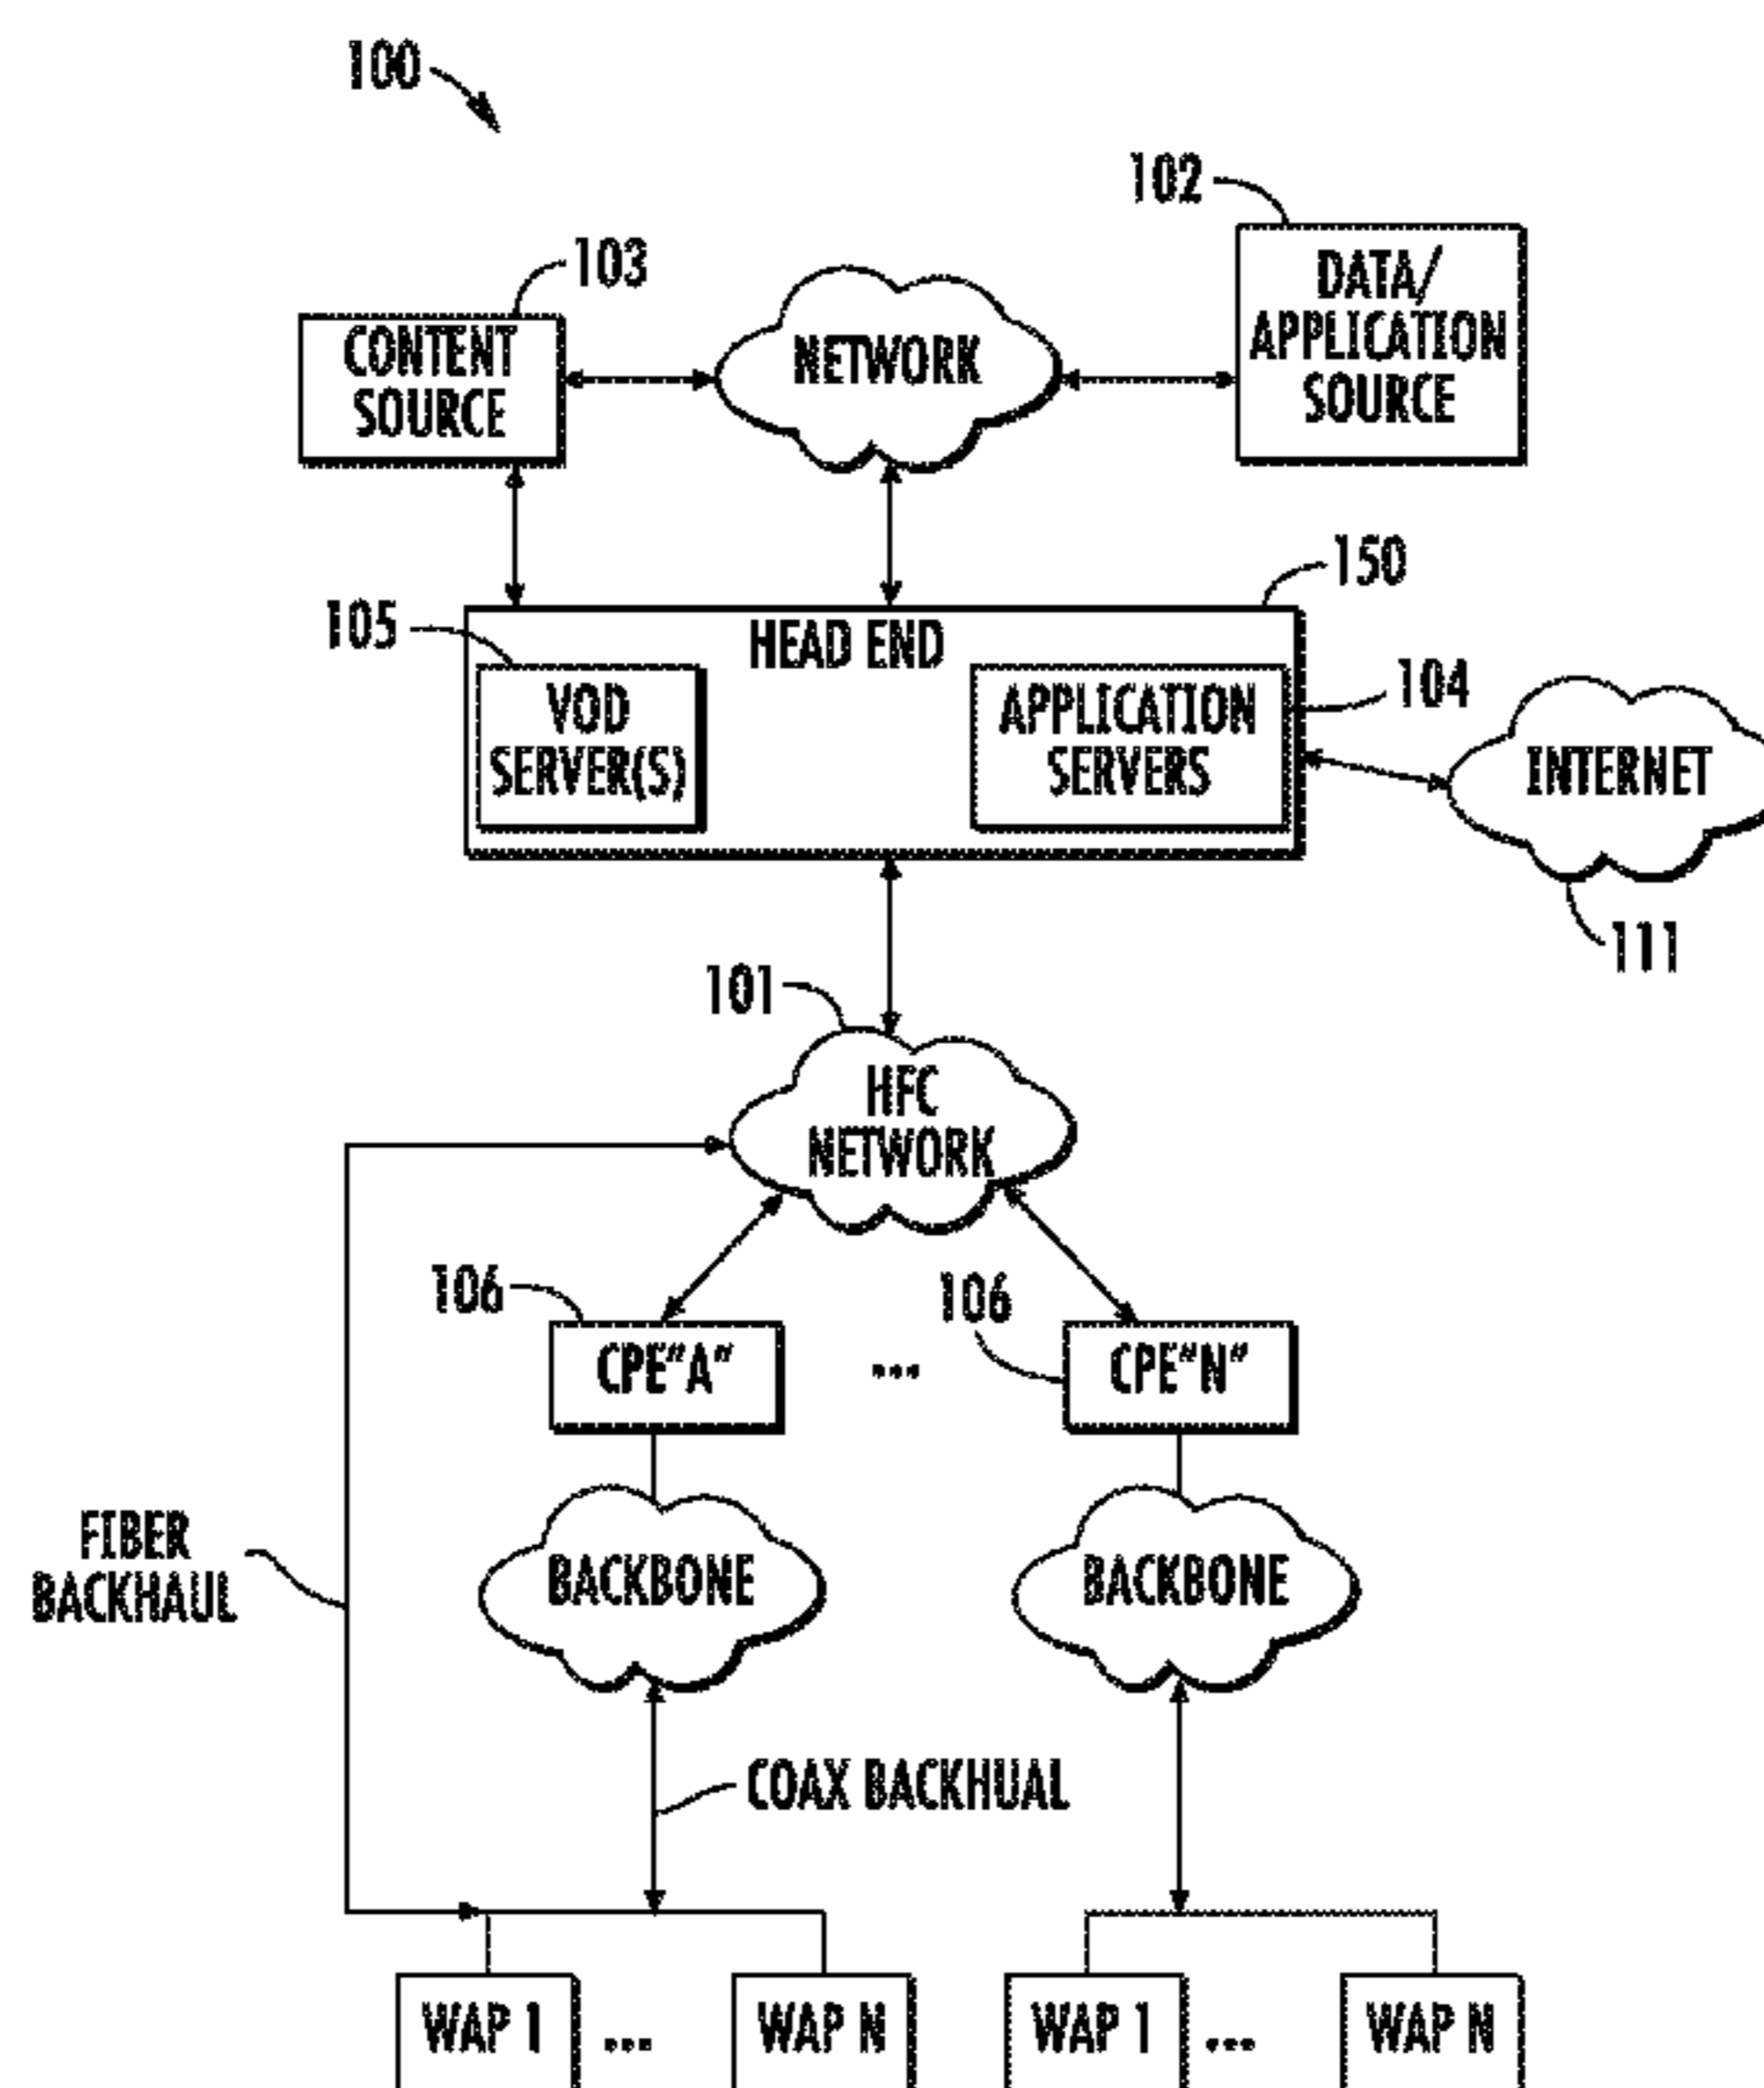 100
102
103
DATA/
APPLICATION
SOURCE
CONTENT
SOURCE
NETWORK
150
105
HEAD END
104
VOD
SERVER(S)
APPLICATION
SERVERS
INTERNET
111
101
HFC
NETWORK
106
106
CPE"A"
...
CPE"N"
FIBER
BACKHAUL
BACKBONE
BACKBONE
COAX BACKHUAL
WAP 1
...
WAP N
WAP 1
...
WAP N